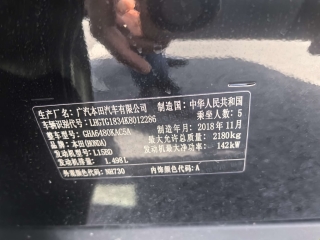 生产厂家：广汽本田汽车有限公司 制造国：中华人民共和国
车辆识别代号：LHGTG1834K8012286 乘坐人数：5
整车型号：GHA6480KAC5A 制造年月：2018年11月
品牌：本田(HONDA) 最大允许总质量：2180kg
发动机型号：L15BD 发动机最大净功率：142kW
发动机排量：1.498L
外观颜色代码：NH730 内饰颜色代码：A